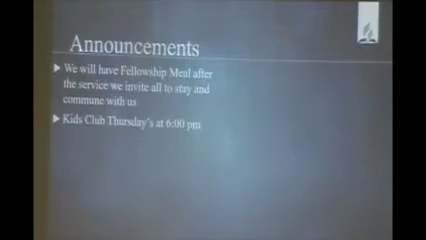 Announcements
We will have Fellowship Meal after
the service we invite all to stay and
commune with us
Kids Club Thursday's at 6:00 pm